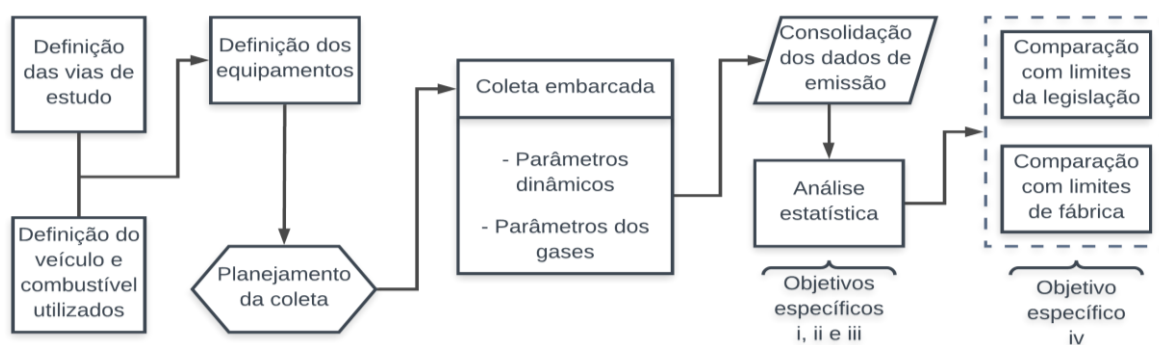 Definição
das vias de
estudo
Definição do
veículo e
combustível
utilizados
Definição dos
equipamentos
Planejamento
da coleta
Coleta embarcada
- Parâmetros
dinâmicos
- Parâmetros dos
gases
Consolidação
dos dados de
emissão
Análise
estatística
Objetivos
específicos
i, ii e iii
Comparação
com limites
da legislação
Comparação
com limites
de fábrica
Objetivo
específico
iv